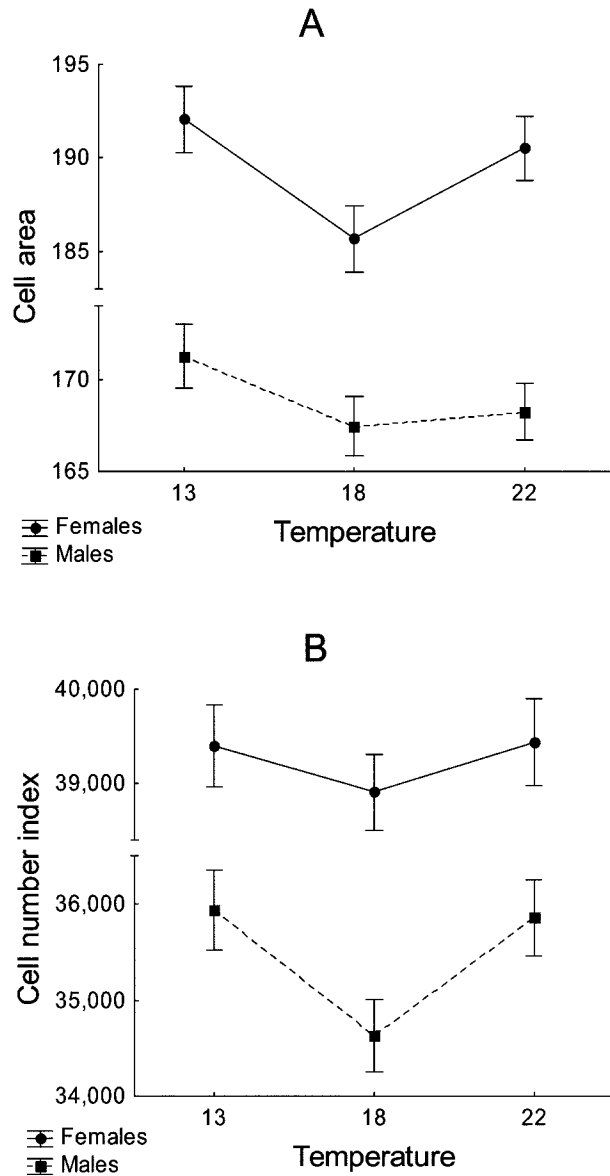 A
195
190
185
170
165
Cell area
13 18 22
Temperature
Females
Males
B
40,000
39,000
36,000
35,000
34,000
Cell number index
13 18 22
Temperature
Females
Males